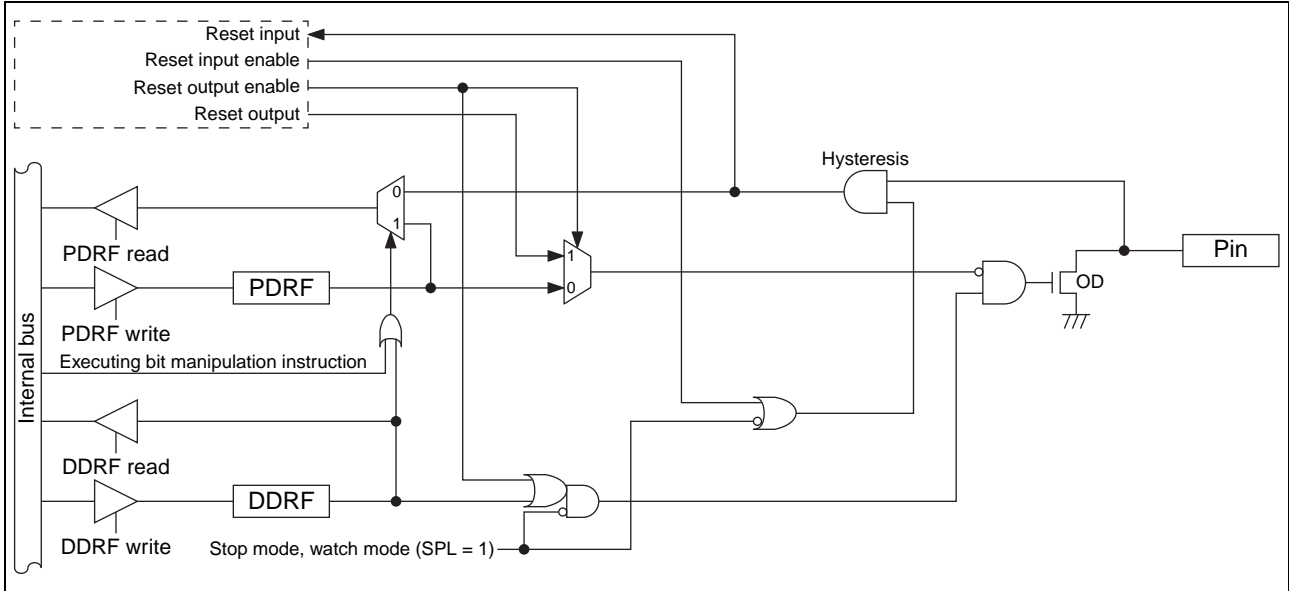 Reset input
Reset input enable
Reset output enable
Reset output
Hysteresis
0
1
PDRF read
1
0
Pin
OD
PDRF
PDRF write
Executing bit manipulation instruction
Internal bus
DDRF read
DDRF
DDRF write
Stop mode, watch mode (SPL = 1)